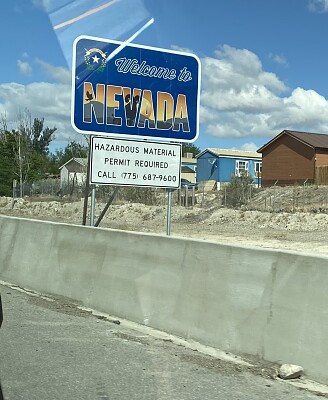 Welcome to
NEVADA
HAZARDOUS MATERIAL
PERMIT REQUIRED
CALL (775) 687-9600